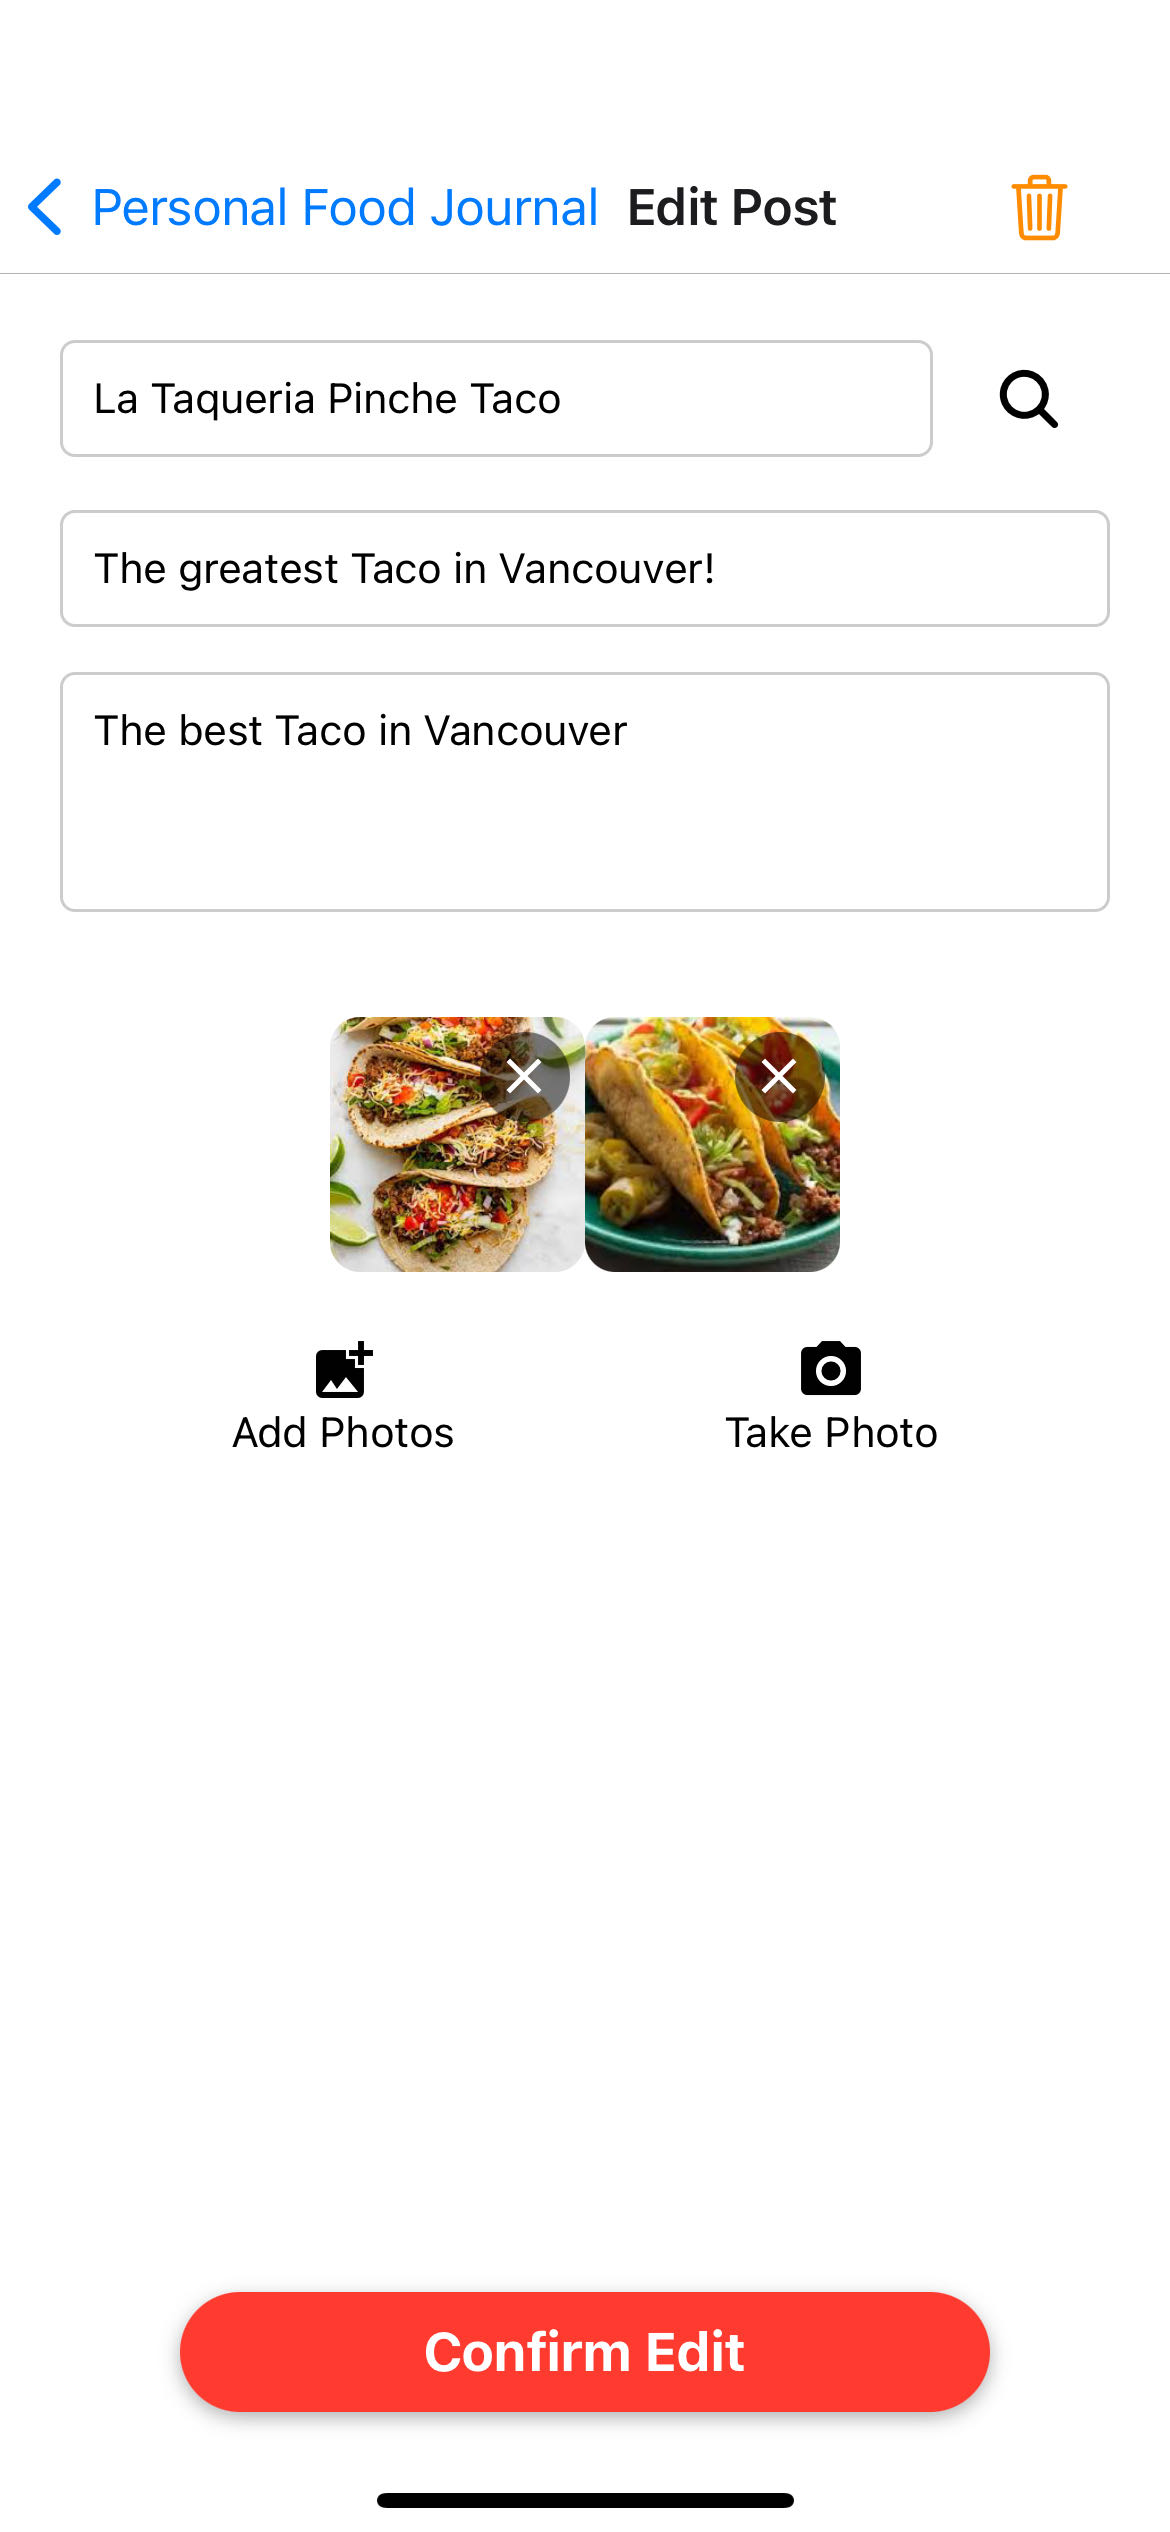 Personal Food Journal Edit Post
La Taqueria Pinche Taco
The greatest Taco in Vancouver!
The best Taco in Vancouver
Add Photos Take Photo
Confirm Edit